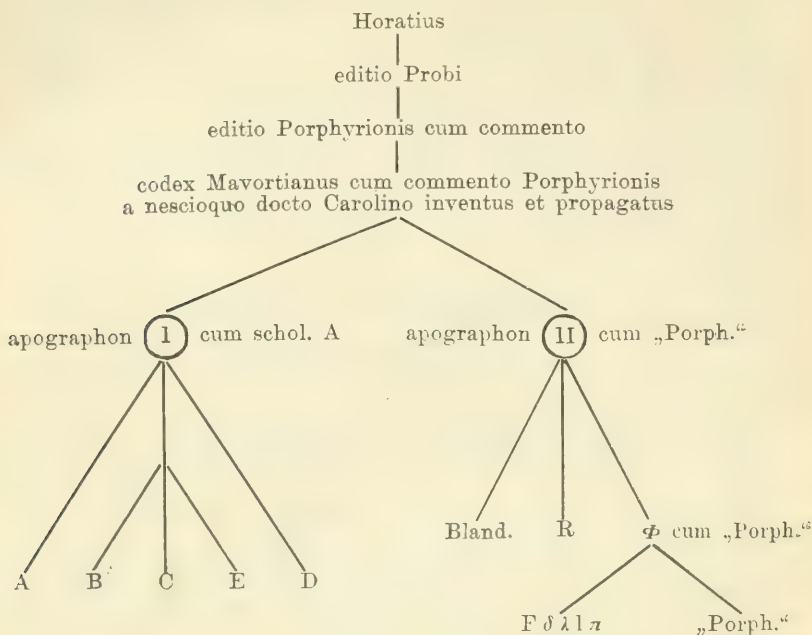 Horatius
editio Probi
editio Porphyrionis cum commento
codex Mavortianus cum commento Porphyrionis
a nescioquo docto Carolino inventus et propagatus
apographon I cum schol. A
apographon II cum „Porph.“
Bland. R Φ cum „Porph.“
A B C E D
F δ λ l π „Porph.“